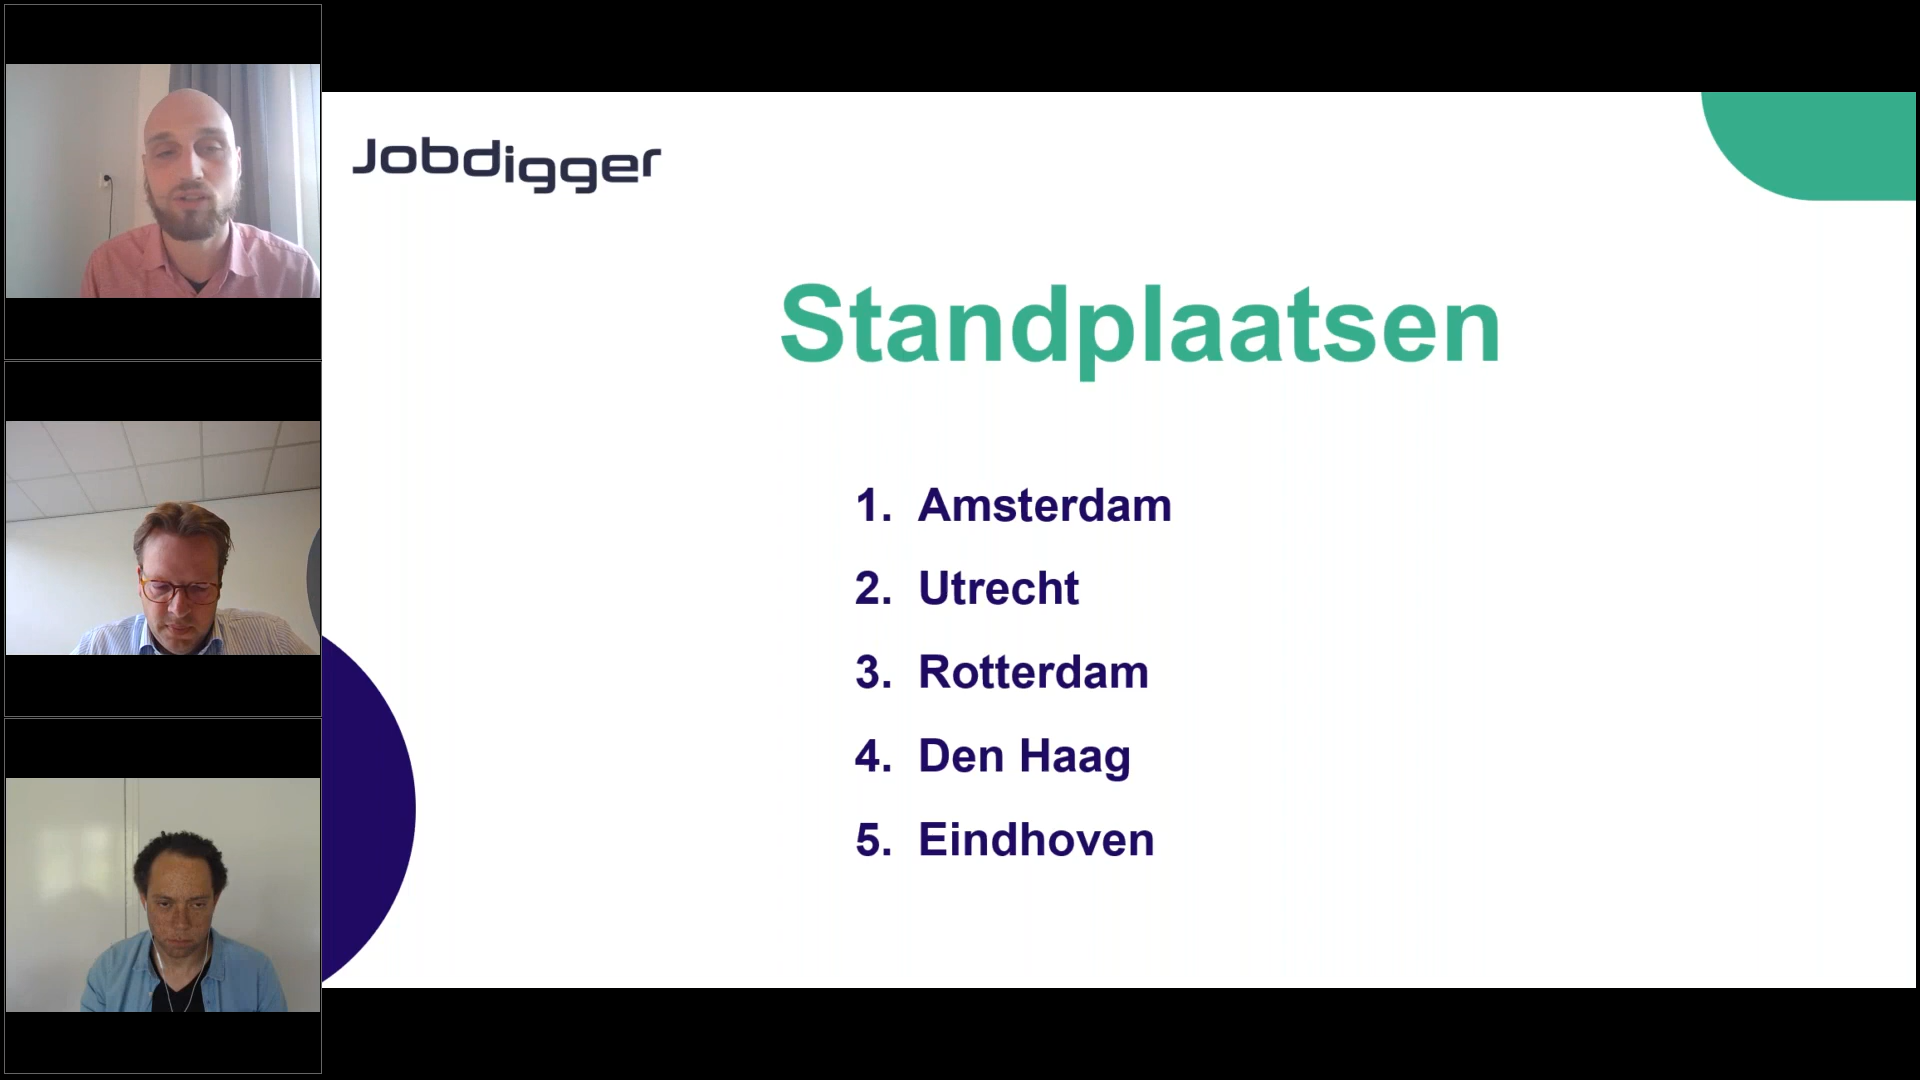 Jobdigger
Standplaatsen
1. Amsterdam
2. Utrecht
3. Rotterdam
4. Den Haag
5. Eindhoven